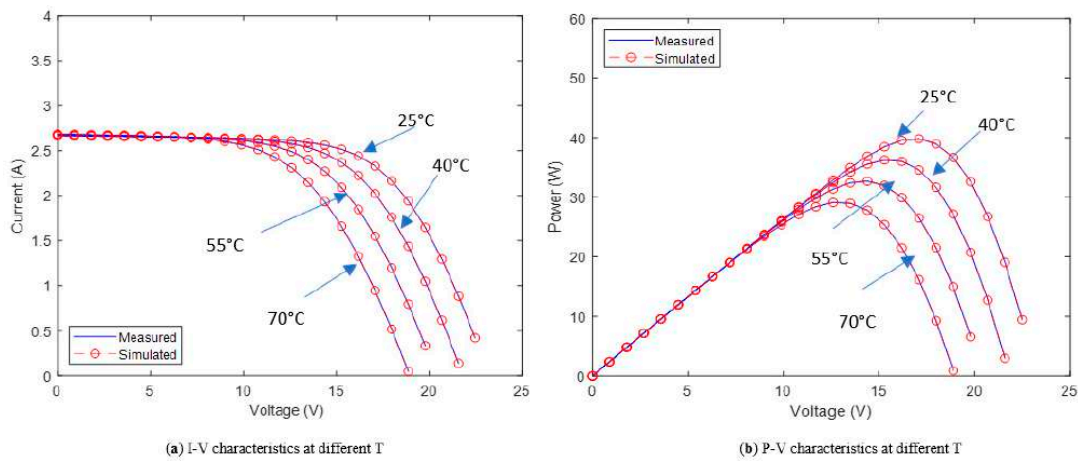 4
3.5
3
2.5
2
1.5
1
0.5
0
Current (A)
25°C
40°C
55°C
70°C
Measured
Simulated
0 5 10 15 20 25
Voltage (V)
(a) I-V characteristics at different T
60
50
40
30
20
10
0
Power (W)
Measured
Simulated
25°C
40°C
55°C
70°C
0 5 10 15 20 25
Voltage (V)
(b) P-V characteristics at different T